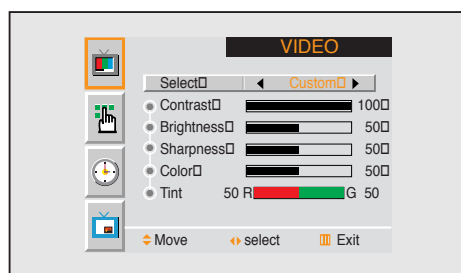 VIDEO
Select□ ◀ Custom□ ▶
Contrast□ 100□
Brightness□ 50□
Sharpness□ 50□
Color□ 50□
Tint 50 R G 50
Move select Exit